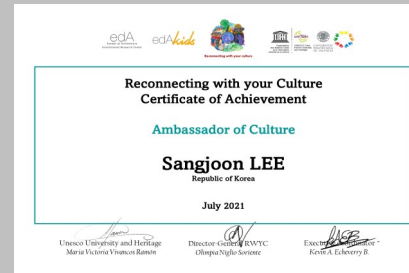 edA
edAkids
Reconnecting with your culture
Reconnecting with your Culture
Certificate of Achievement
Ambassador of Culture
Sangjoon LEE
Republic of Korea
July 2021
Unesco University and Heritage
Maria Victoria Vivancos Ramón
Director-General RWYC
Olimpia Niglio Soriente
Executive Coordinator
Kevin A. Echeverry B.